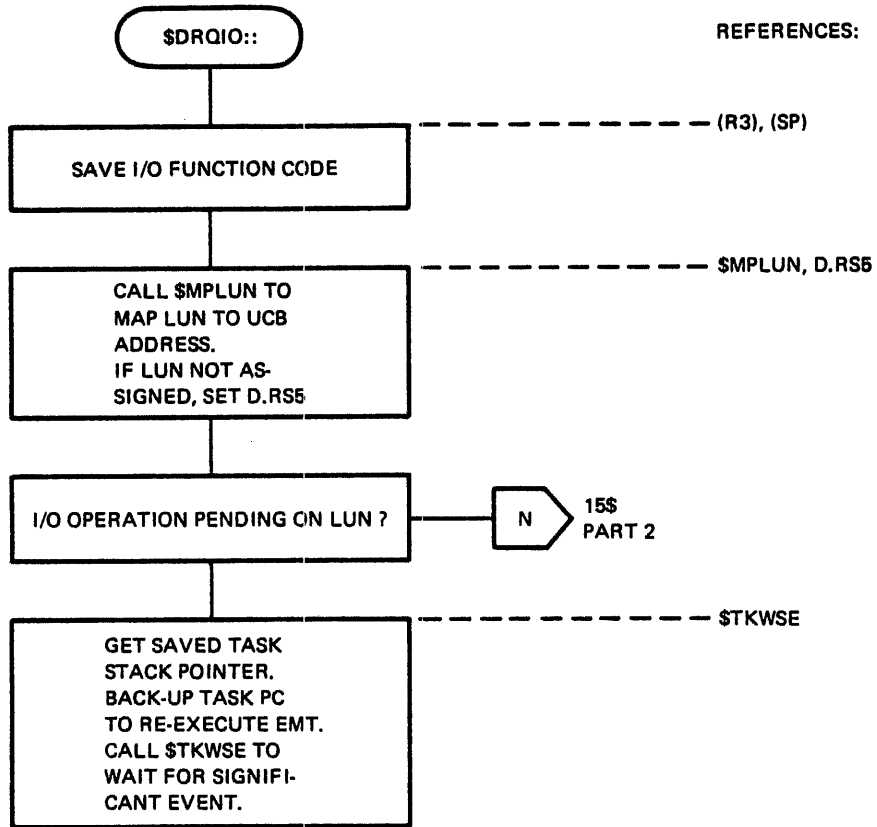 $DRQIO::
REFERENCES:
(R3), (SP)
SAVE I/O FUNCTION CODE
$MPLUN, D.RS5
CALL $MPLUN TO
MAP LUN TO UCB
ADDRESS.
IF LUN NOT AS-
SIGNED, SET D.RS5
I/O OPERATION PENDING ON LUN ?
N
15$
PART 2
$TKWSE
GET SAVED TASK
STACK POINTER.
BACK-UP TASK PC
TO RE-EXECUTE EMT.
CALL $TKWSE TO
WAIT FOR SIGNIFI-
CANT EVENT.